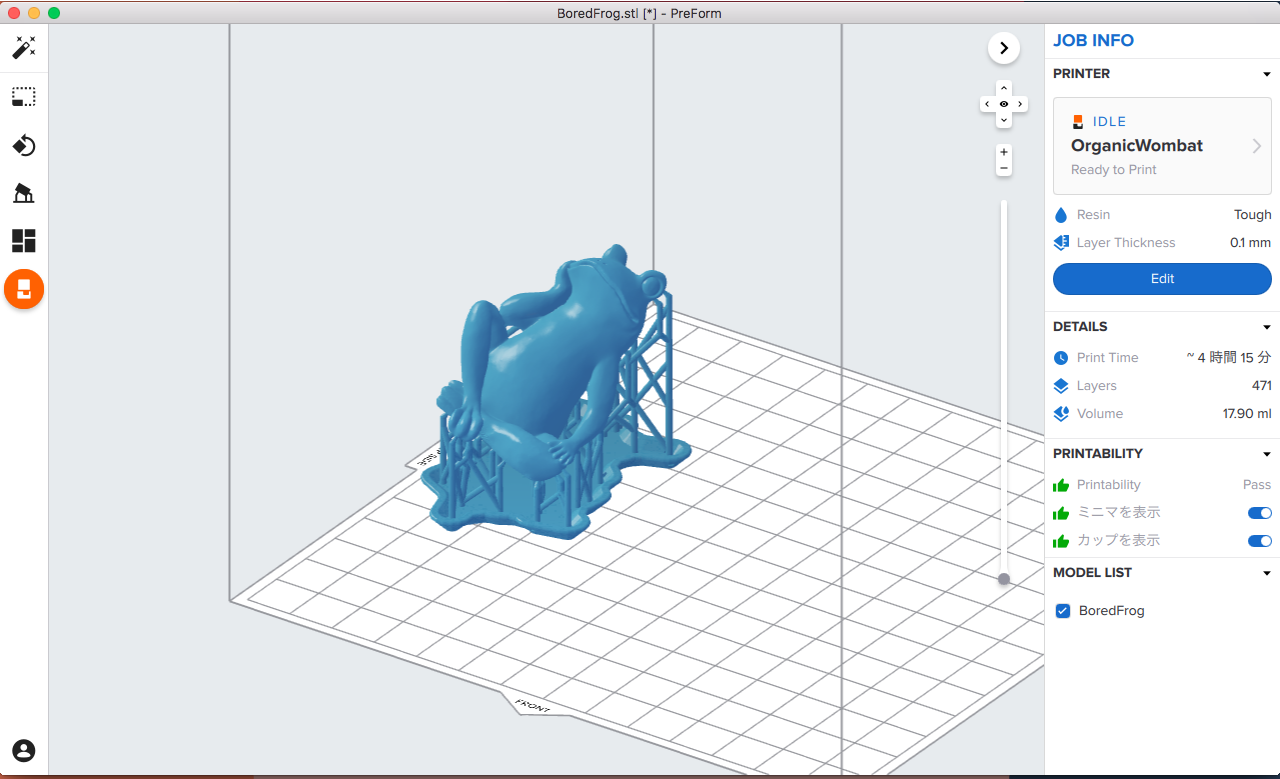 BoredFrog.stl [*] - PreForm
JOB INFO
PRINTER
IDLE
OrganicWombat
Ready to Print
Resin Tough
Layer Thickness 0.1 mm
Edit
DETAILS
Print Time ~ 4 時間 15 分
Layers 471
Volume 17.90 ml
PRINTABILITY
Printability Pass
ミニマを表示
カップを表示
MODEL LIST
BoredFrog
FRONT